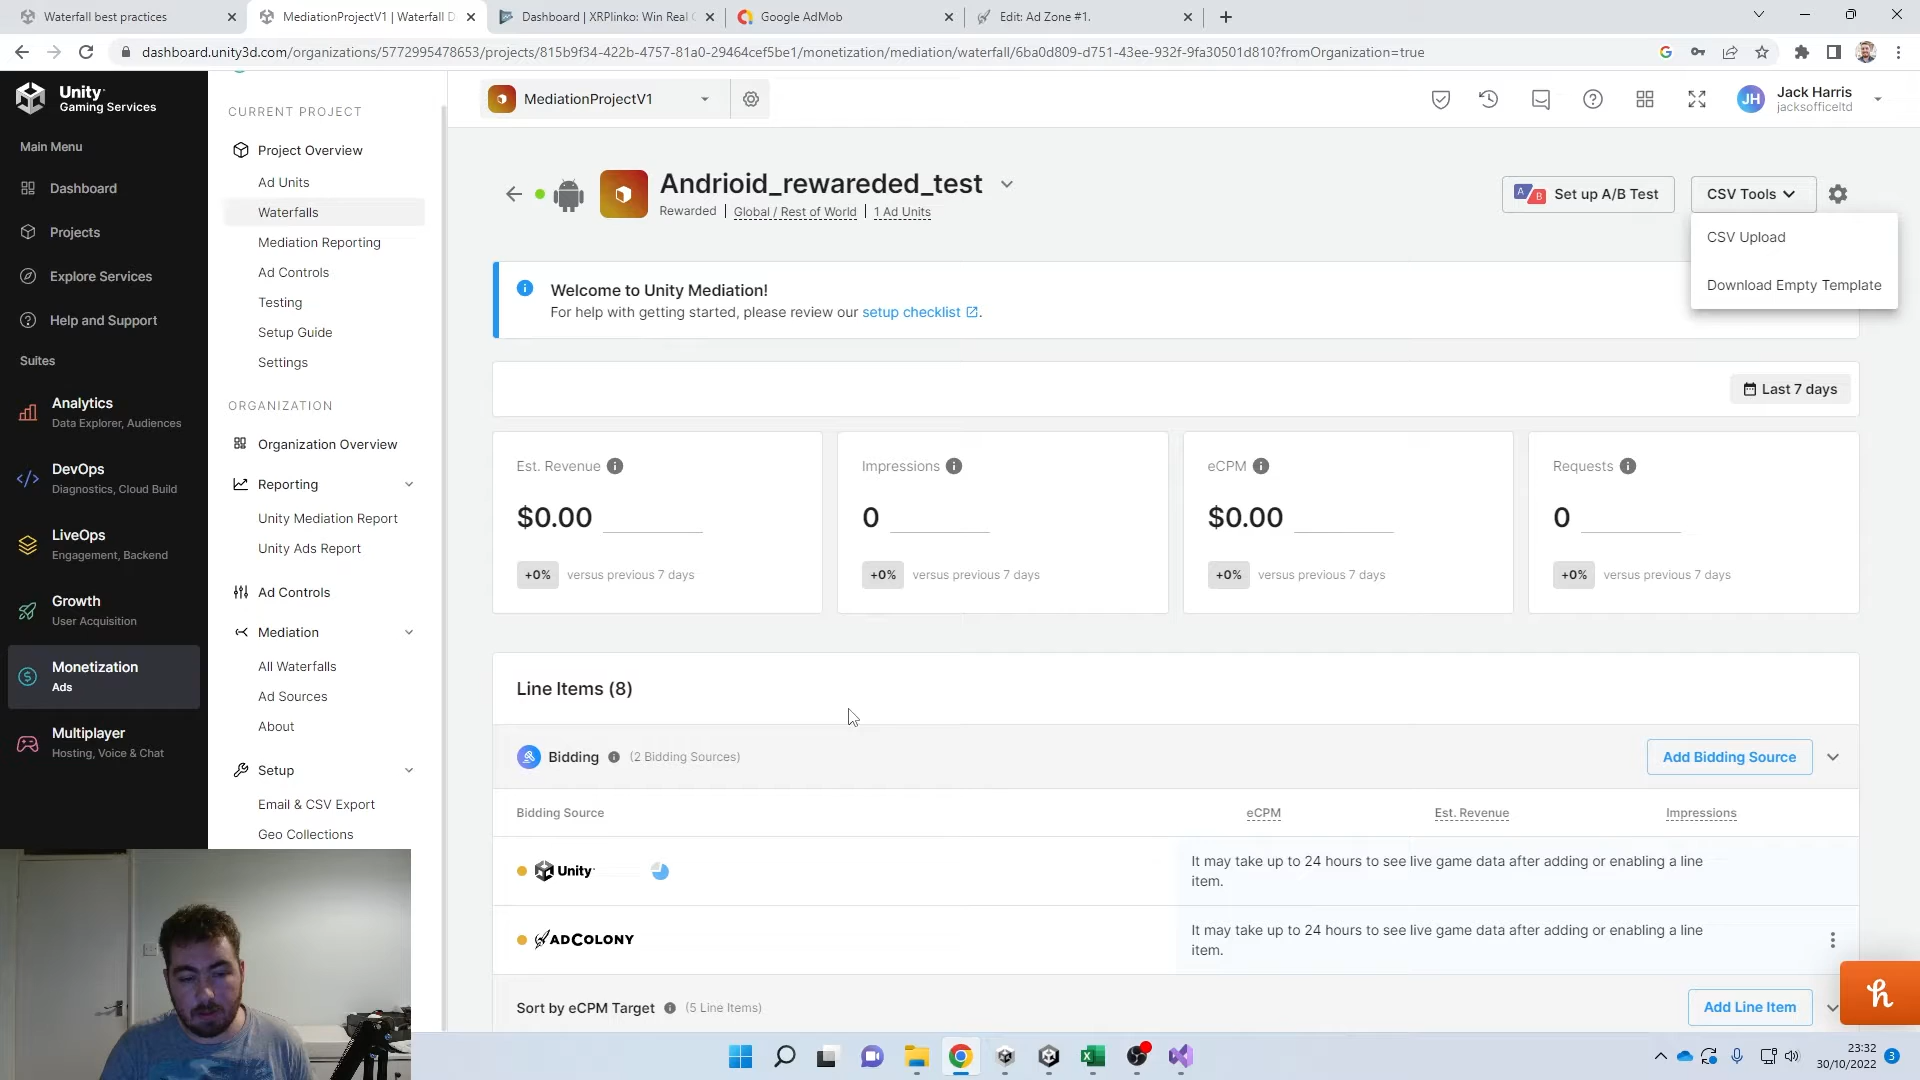 Waterfall best practices
MediationProjectV1 | Waterfall D
Dashboard | XRPlinko: Win Real
Google AdMob
Edit: Ad Zone #1.
dashboard.unity3d.com/organizations/5772995478653/projects/815b9f34-422b-4757-81a0-29464cef5be1/monetization/mediation/waterfall/6ba0d809-d751-43ee-932f-9fa30501d810?fromOrganization=true
Unity
Gaming Services
Main Menu
Dashboard
Projects
Explore Services
Help and Support
Suites
Analytics
Data Explorer, Audiences
DevOps
Diagnostics, Cloud Build
LiveOps
Engagement, Backend
Growth
User Acquisition
Monetization
Ads
Multiplayer
Hosting, Voice & Chat
CURRENT PROJECT
Project Overview
Ad Units
Waterfalls
Mediation Reporting
Ad Controls
Testing
Setup Guide
Settings
ORGANIZATION
Organization Overview
Reporting
Unity Mediation Report
Unity Ads Report
Ad Controls
Mediation
All Waterfalls
Ad Sources
About
Setup
Email & CSV Export
Geo Collections
MediationProjectV1
JH
Jack Harris
jacksofficeltd
Andrioid_rewareded_test
Rewarded | Global / Rest of World | 1 Ad Units
A B Set up A/B Test
CSV Tools
CSV Upload
Download Empty Template
Welcome to Unity Mediation!
For help with getting started, please review our setup checklist .
Last 7 days
Est. Revenue
$0.00
+0% versus previous 7 days
Impressions
0
+0% versus previous 7 days
eCPM
$0.00
+0% versus previous 7 days
Requests
0
+0% versus previous 7 days
Line Items (8)
Bidding (2 Bidding Sources)
Add Bidding Source
Bidding Source eCPM Est. Revenue Impressions
Unity
It may take up to 24 hours to see live game data after adding or enabling a line
item.
ADCOLONY
It may take up to 24 hours to see live game data after adding or enabling a line
item.
Sort by eCPM Target (5 Line Items)
Add Line Item
h
23:32
30/10/2022
3